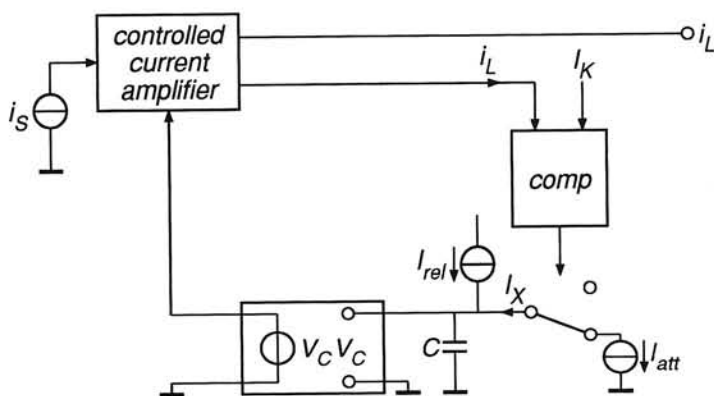 controlled
current
amplifier
i_L
i_L
I_K
i_S
comp
I_rel
I_X
V_C V_C
C
I_att